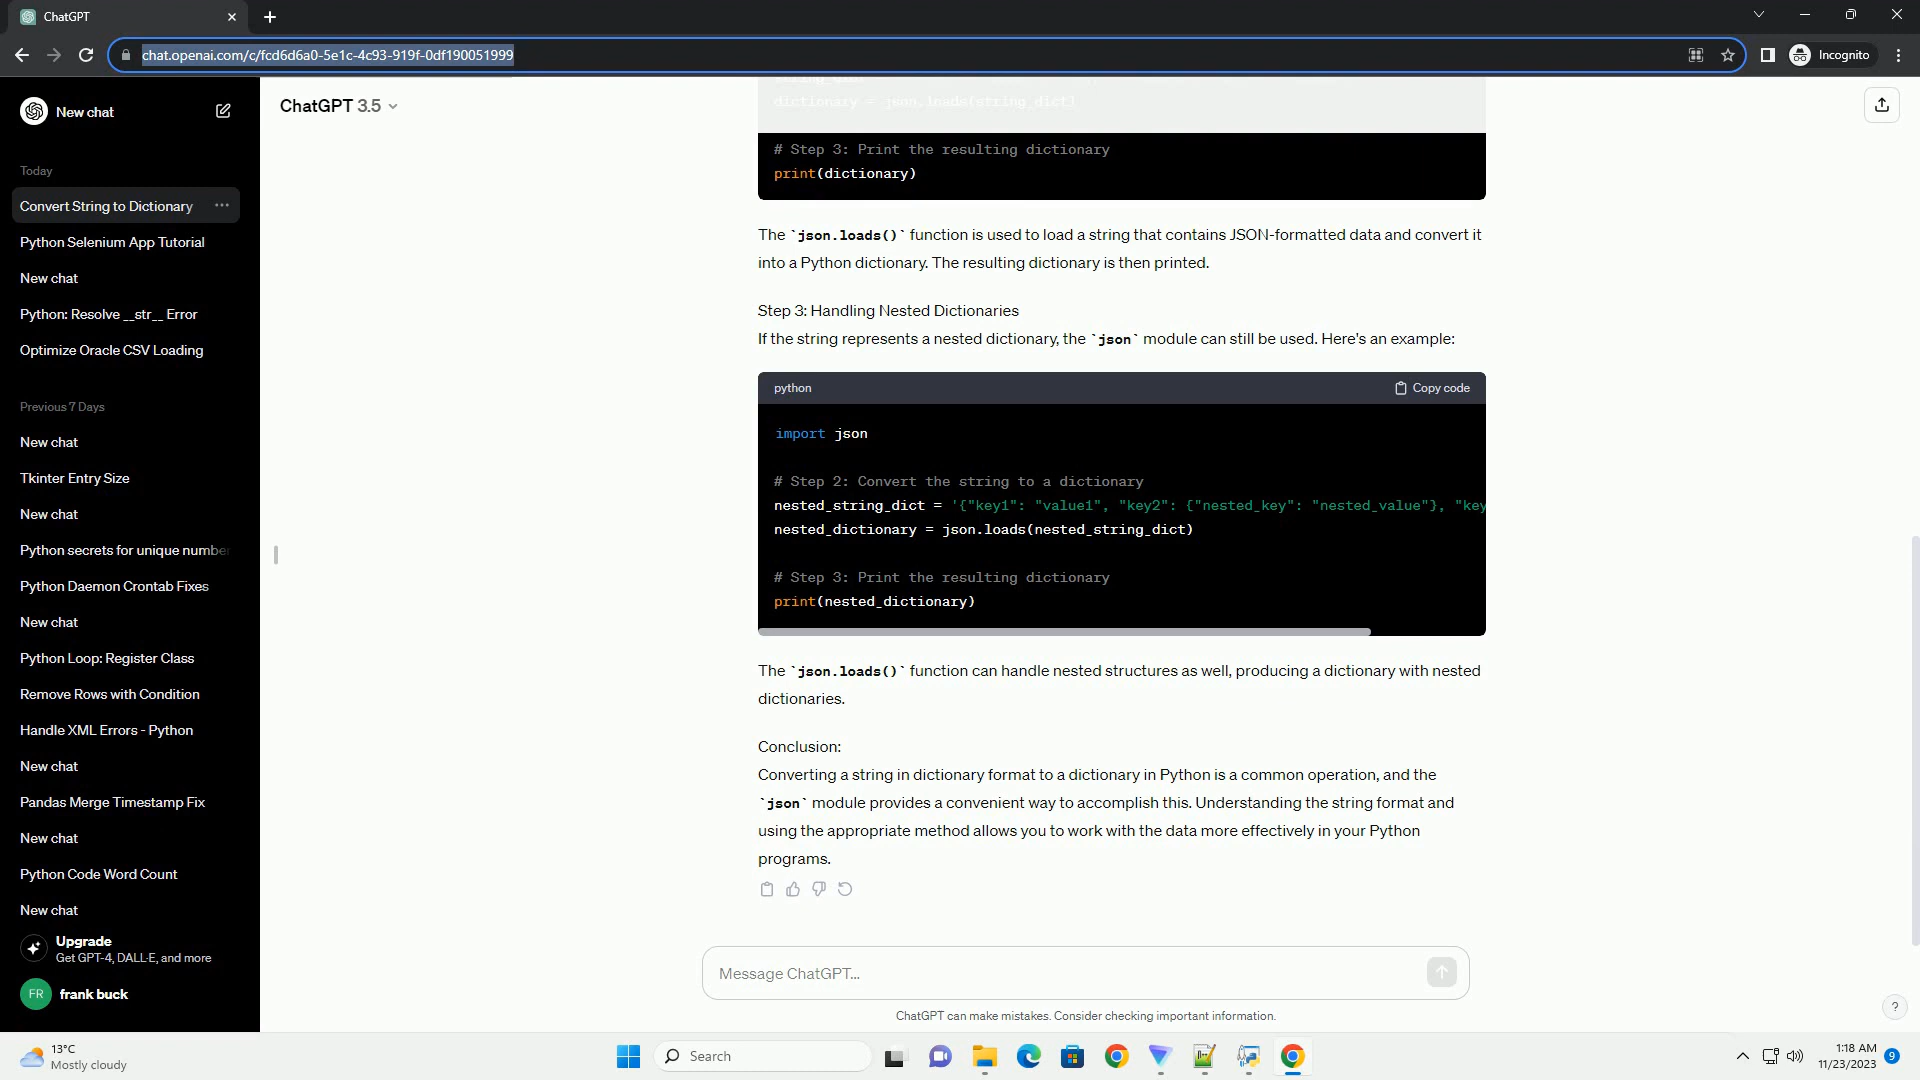 ChatGPT
chat.openai.com/c/fcd6d6a0-5e1c-4c93-919f-0df190051999
Incognito
New chat
Today
Convert String to Dictionary
Python Selenium App Tutorial
New chat
Python: Resolve __str__ Error
Optimize Oracle CSV Loading
Previous 7 Days
New chat
Tkinter Entry Size
New chat
Python secrets for unique number
Python Daemon Crontab Fixes
New chat
Python Loop: Register Class
Remove Rows with Condition
Handle XML Errors - Python
New chat
Pandas Merge Timestamp Fix
New chat
Python Code Word Count
New chat
Upgrade
Get GPT-4, DALL·E, and more
FR
frank buck
ChatGPT 3.5
dictionary = json.loads(string_dict)
# Step 3: Print the resulting dictionary
print(dictionary)
The `json.loads()` function is used to load a string that contains JSON-formatted data and convert it
into a Python dictionary. The resulting dictionary is then printed.
Step 3: Handling Nested Dictionaries
If the string represents a nested dictionary, the `json` module can still be used. Here's an example:
python
Copy code
import json
# Step 2: Convert the string to a dictionary
nested_string_dict = '{"key1": "value1", "key2": {"nested_key": "nested_value"}, "key
nested_dictionary = json.loads(nested_string_dict)
# Step 3: Print the resulting dictionary
print(nested_dictionary)
The `json.loads()` function can handle nested structures as well, producing a dictionary with nested
dictionaries.
Conclusion:
Converting a string in dictionary format to a dictionary in Python is a common operation, and the
`json` module provides a convenient way to accomplish this. Understanding the string format and
using the appropriate method allows you to work with the data more effectively in your Python
programs.
Message ChatGPT...
ChatGPT can make mistakes. Consider checking important information.
?
13°C
Mostly cloudy
Search
1:18 AM
11/23/2023
9